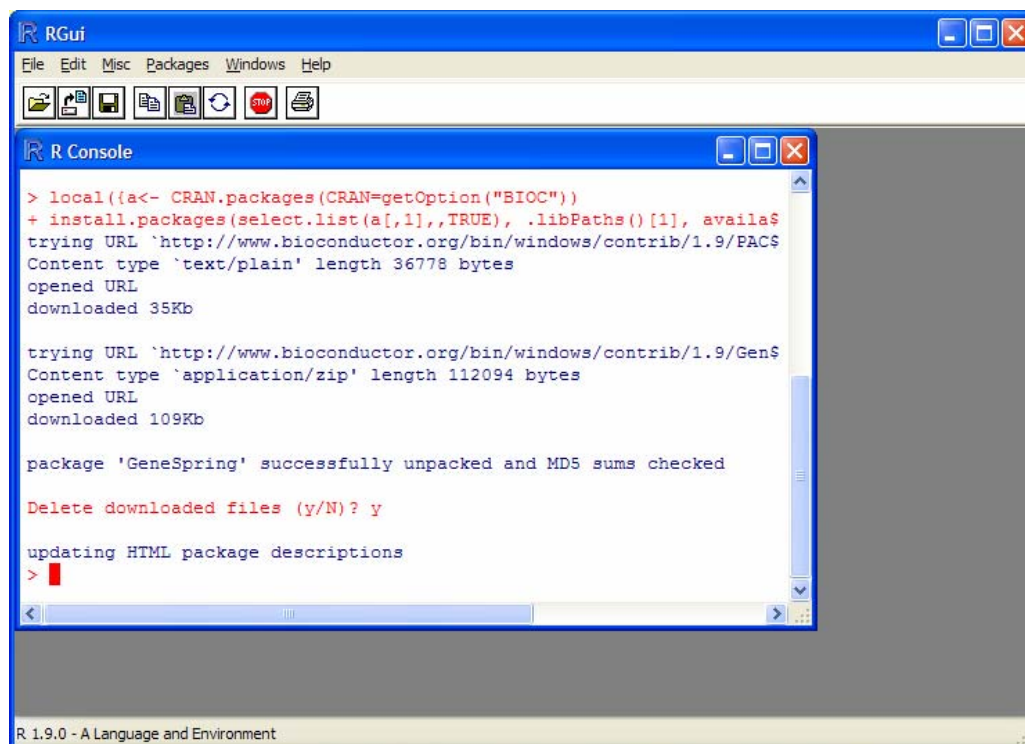 RGui
File Edit Misc Packages Windows Help
STOP
R Console
> local({a<- CRAN.packages(CRAN=getOption("BIOC"))
+ install.packages(select.list(a[,1],,TRUE), .libPaths()[1], availa$
trying URL `http://www.bioconductor.org/bin/windows/contrib/1.9/PAC$
Content type `text/plain' length 36778 bytes
opened URL
downloaded 35Kb
trying URL `http://www.bioconductor.org/bin/windows/contrib/1.9/Gen$
Content type `application/zip' length 112094 bytes
opened URL
downloaded 109Kb
package 'GeneSpring' successfully unpacked and MD5 sums checked
Delete downloaded files (y/N)? y
updating HTML package descriptions
>
R 1.9.0 - A Language and Environment